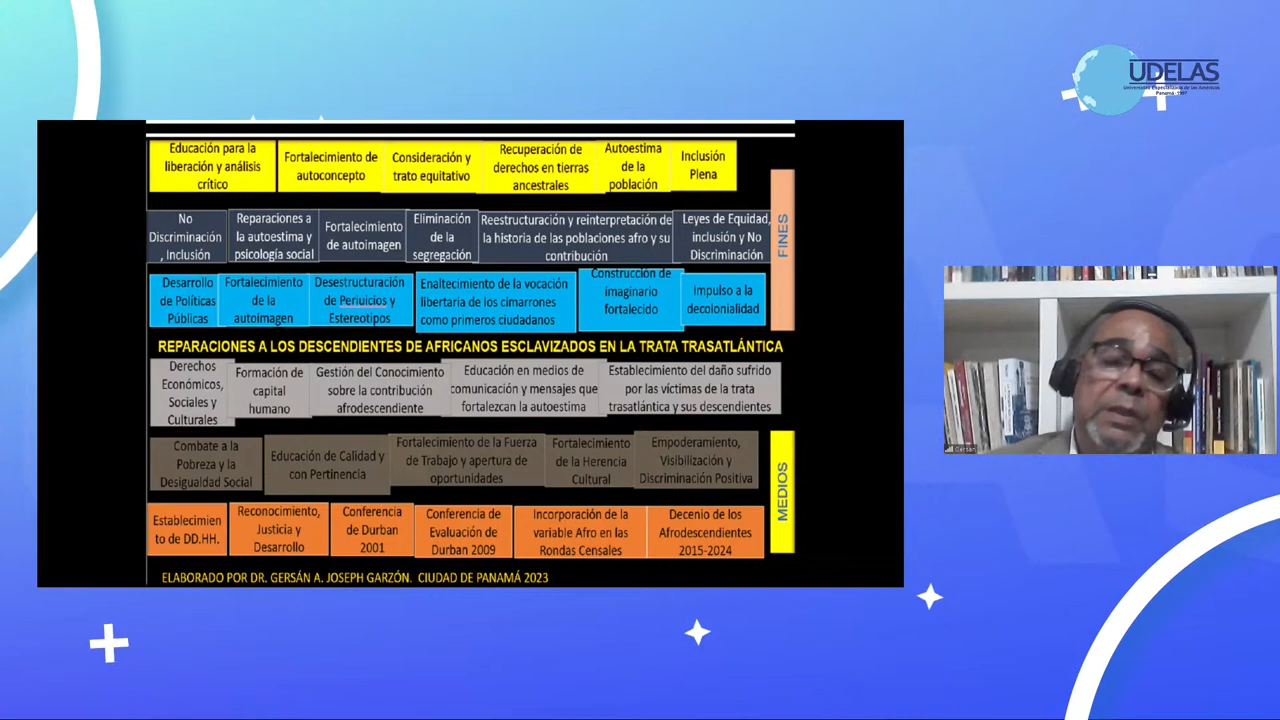 UDELAS
Universidad Especializada de las Américas
Panamá -1997
Educación para la
liberación y análisis
crítico
Fortalecimiento de
autoconcepto
Consideración y
trato equitativo
Recuperación de
derechos en tierras
ancestrales
Autoestima
de la
población
Inclusión
Plena
No
Discriminación
, Inclusión
Reparaciones a
la autoestima y
psicología social
Fortalecimiento
de autoimagen
Eliminación
de la
segregación
Reestructuración y reinterpretación de
la historia de las poblaciones afro y su
contribución
Leyes de Equidad,
inclusión y No
Discriminación
FINES
Desarrollo
de Políticas
Públicas
Fortalecimiento
de la
autoimagen
Desestructuración
de Perjuicios y
Estereotipos
Enaltecimiento de la vocación
libertaria de los cimarrones
como primeros ciudadanos
Construcción de
imaginario
fortalecido
Impulso a la
decolonialidad
REPARACIONES A LOS DESCENDIENTES DE AFRICANOS ESCLAVIZADOS EN LA TRATA TRASATLÁNTICA
Derechos
Económicos,
Sociales y
Culturales
Formación de
capital
humano
Gestión del Conocimiento
sobre la contribución
afrodescendiente
Educación en medios de
comunicación y mensajes que
fortalezcan la autoestima
Establecimiento del daño sufrido
por las víctimas de la trata
trasatlántica y sus descendientes
Combate a la
Pobreza y la
Desigualdad Social
Educación de Calidad y
con Pertinencia
Fortalecimiento de la Fuerza
de Trabajo y apertura de
oportunidades
Fortalecimiento
de la Herencia
Cultural
Empoderamiento,
Visibilización y
Discriminación Positiva
MEDIOS
Establecimien
to de DD.HH.
Reconocimiento,
Justicia y
Desarrollo
Conferencia
de Durban
2001
Conferencia de
Evaluación de
Durban 2009
Incorporación de la
variable Afro en las
Rondas Censales
Decenio de los
Afrodescendientes
2015-2024
ELABORADO POR DR. GERSÁN A. JOSEPH GARZÓN. CIUDAD DE PANAMÁ 2023
Gersán